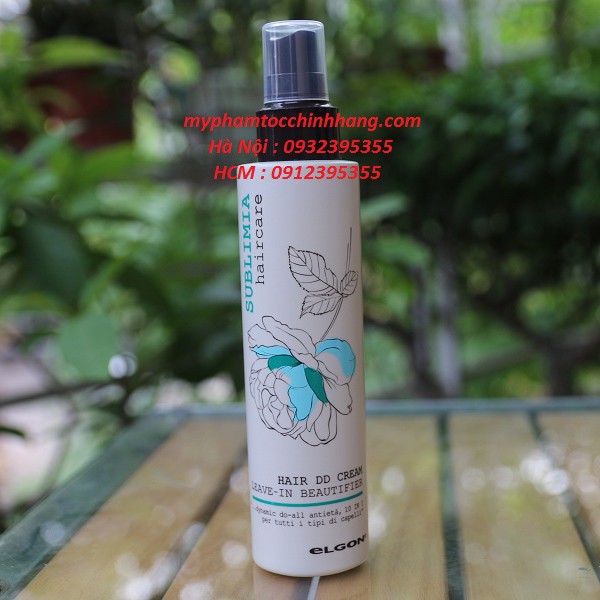 myphamtocchinhhang.com
Hà Nội : 0932395355
HCM : 0912395355
SUBLIMIA
haircare
HAIR DD CREAM
LEAVE-IN BEAUTIFIER
dynamic do-all antietà, 10 IN 1
per tutti i tipi di capelli
eLGON